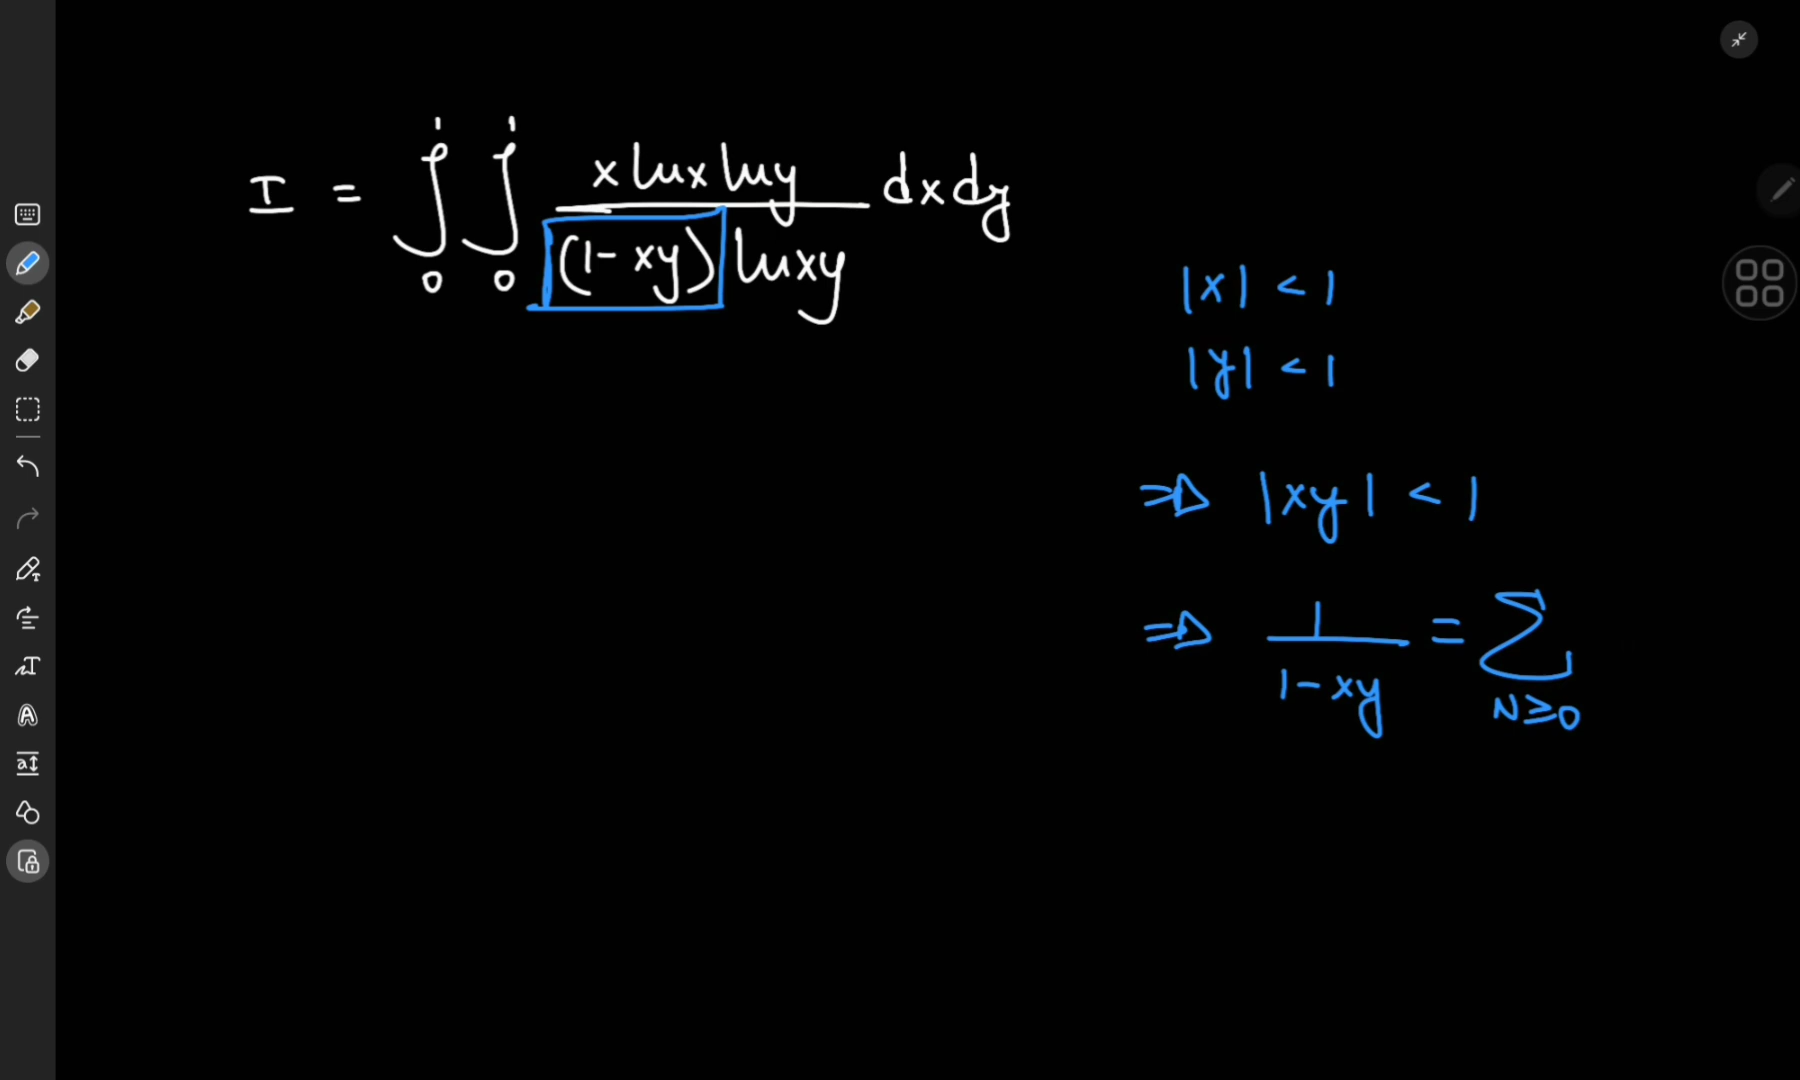 I = ∫₀¹ ∫₀¹ (x ln x ln y) / ((1 - xy) ln xy) dx dy
|x| < 1
|y| < 1
⇒ |xy| < 1
⇒ 1 / (1 - xy) = Σ N≥0